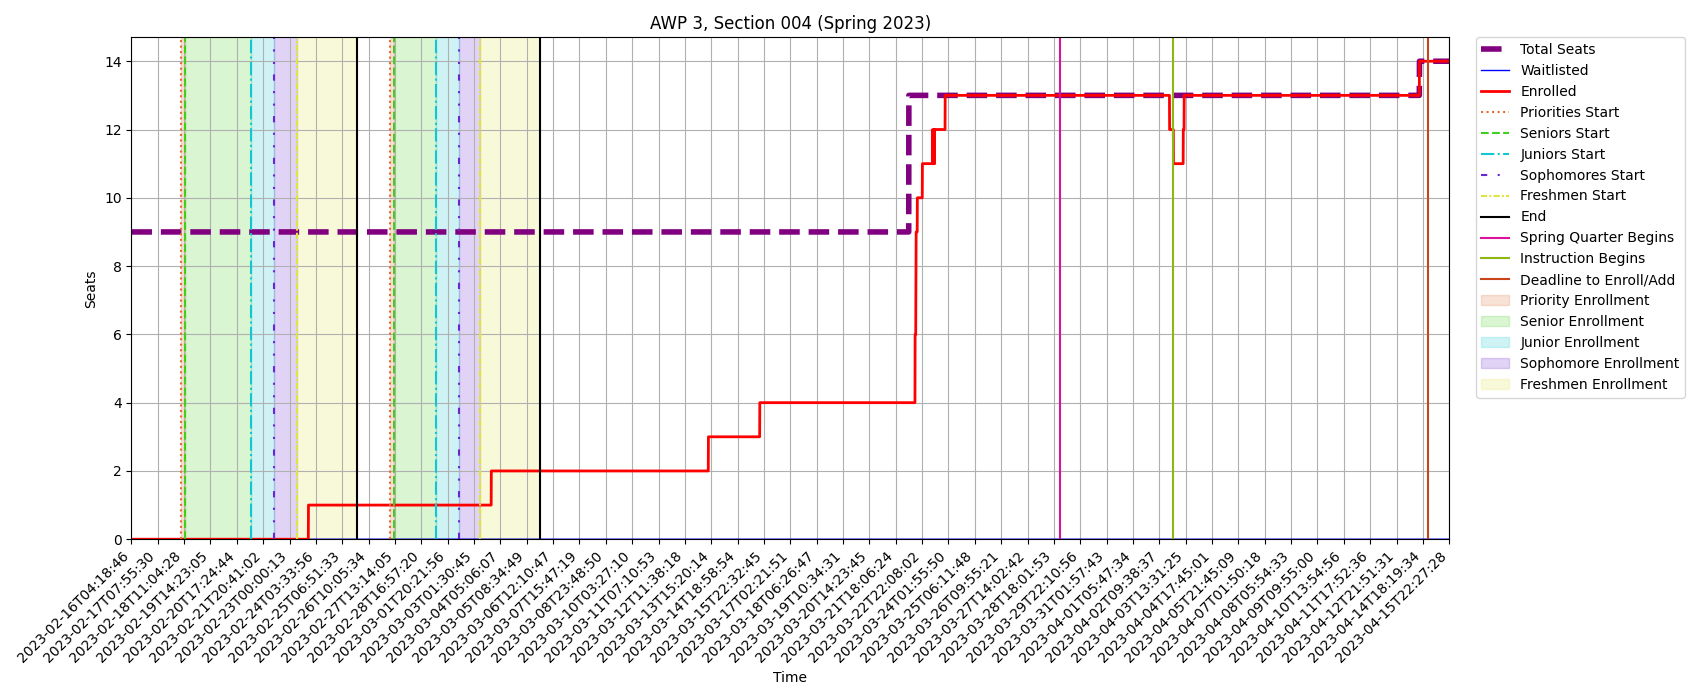 AWP 3, Section 004 (Spring 2023)
Seats
14
12
10
8
6
4
2
0
2023-02-16T04:18:46
2023-02-17T07:55:30
2023-02-18T11:04:28
2023-02-19T14:23:05
2023-02-20T17:24:44
2023-02-21T20:41:02
2023-02-23T00:00:13
2023-02-24T03:33:56
2023-02-25T06:51:33
2023-02-26T10:05:34
2023-02-27T13:14:05
2023-02-28T16:57:20
2023-03-01T20:21:56
2023-03-03T01:30:45
2023-03-04T05:06:07
2023-03-05T08:34:49
2023-03-06T12:10:47
2023-03-07T15:47:19
2023-03-08T23:48:50
2023-03-10T03:27:10
2023-03-11T07:10:53
2023-03-12T11:38:18
2023-03-13T15:20:14
2023-03-14T18:58:54
2023-03-15T22:32:45
2023-03-17T02:21:51
2023-03-18T06:26:47
2023-03-19T10:34:31
2023-03-20T14:23:45
2023-03-21T18:06:24
2023-03-22T22:08:02
2023-03-24T01:55:50
2023-03-25T06:11:48
2023-03-26T09:55:21
2023-03-27T14:02:42
2023-03-28T18:01:53
2023-03-29T22:10:56
2023-03-31T01:57:43
2023-04-01T05:47:34
2023-04-02T09:38:37
2023-04-03T13:31:25
2023-04-04T17:45:01
2023-04-05T21:45:09
2023-04-07T01:50:18
2023-04-08T05:54:33
2023-04-09T09:55:00
2023-04-10T13:54:56
2023-04-11T17:52:36
2023-04-12T21:51:31
2023-04-14T18:19:34
2023-04-15T22:27:28
Time
Total Seats
Waitlisted
Enrolled
Priorities Start
Seniors Start
Juniors Start
Sophomores Start
Freshmen Start
End
Spring Quarter Begins
Instruction Begins
Deadline to Enroll/Add
Priority Enrollment
Senior Enrollment
Junior Enrollment
Sophomore Enrollment
Freshmen Enrollment